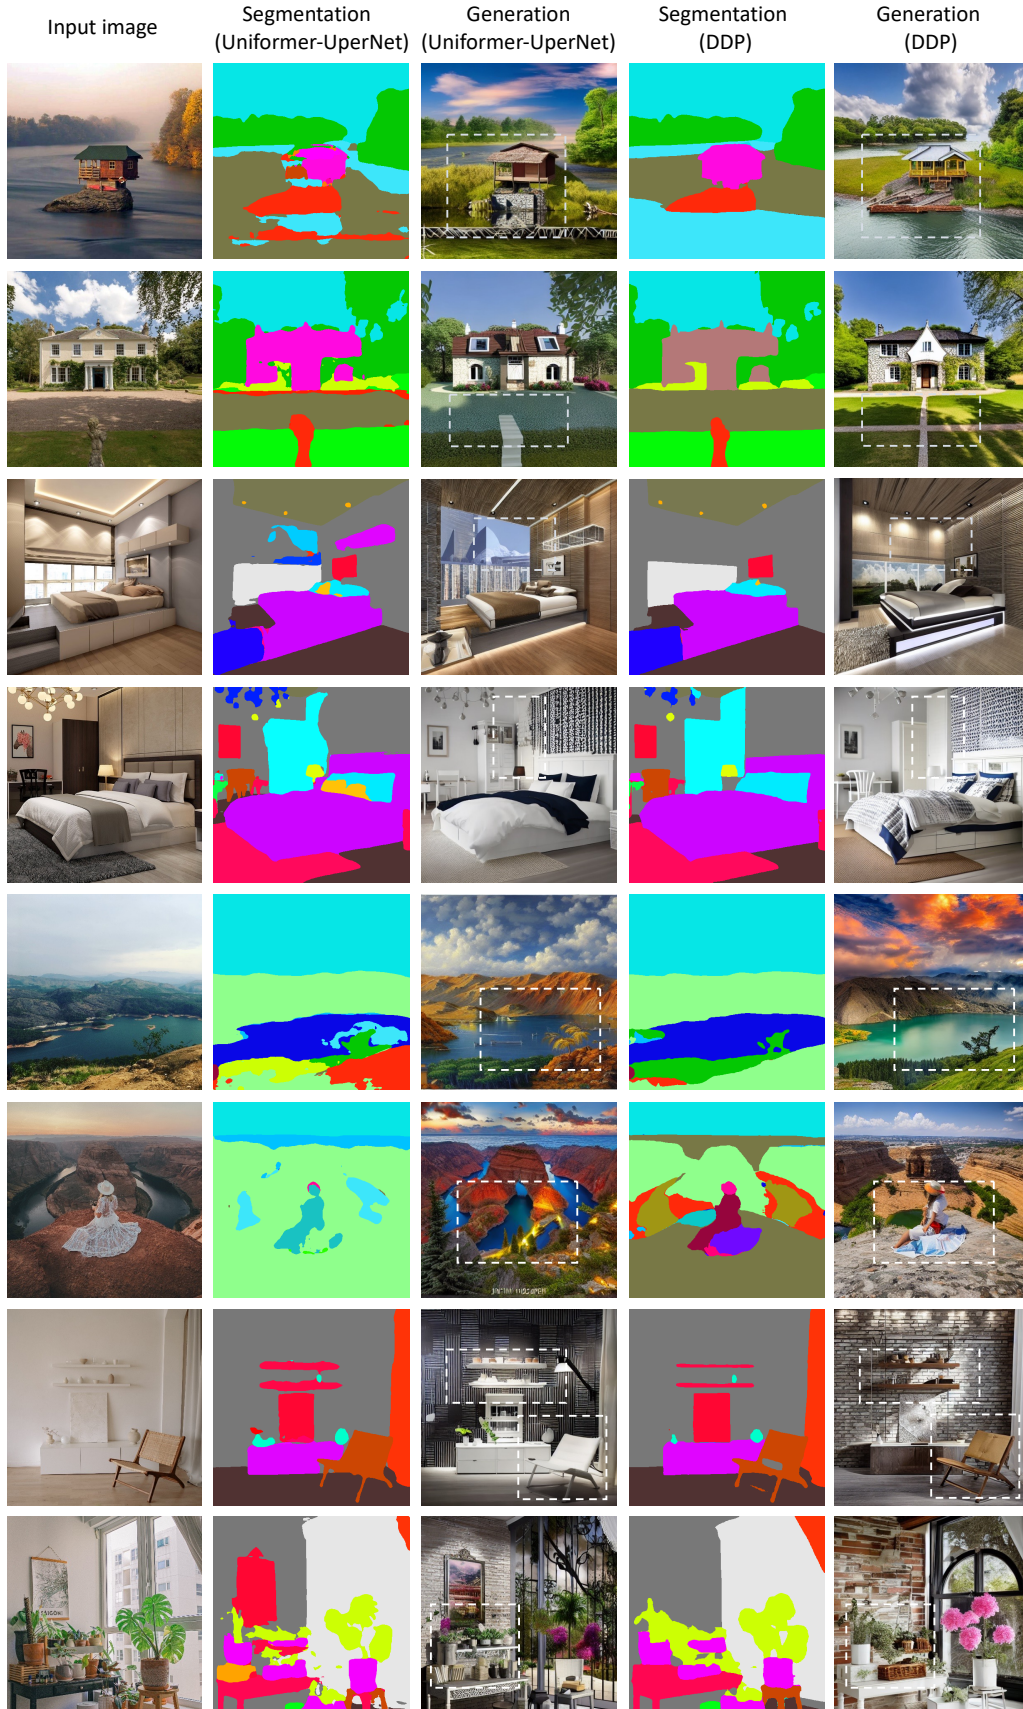 Input image
Segmentation
(Uniformer-UperNet)
Generation
(Uniformer-UperNet)
Segmentation
(DDP)
Generation
(DDP)